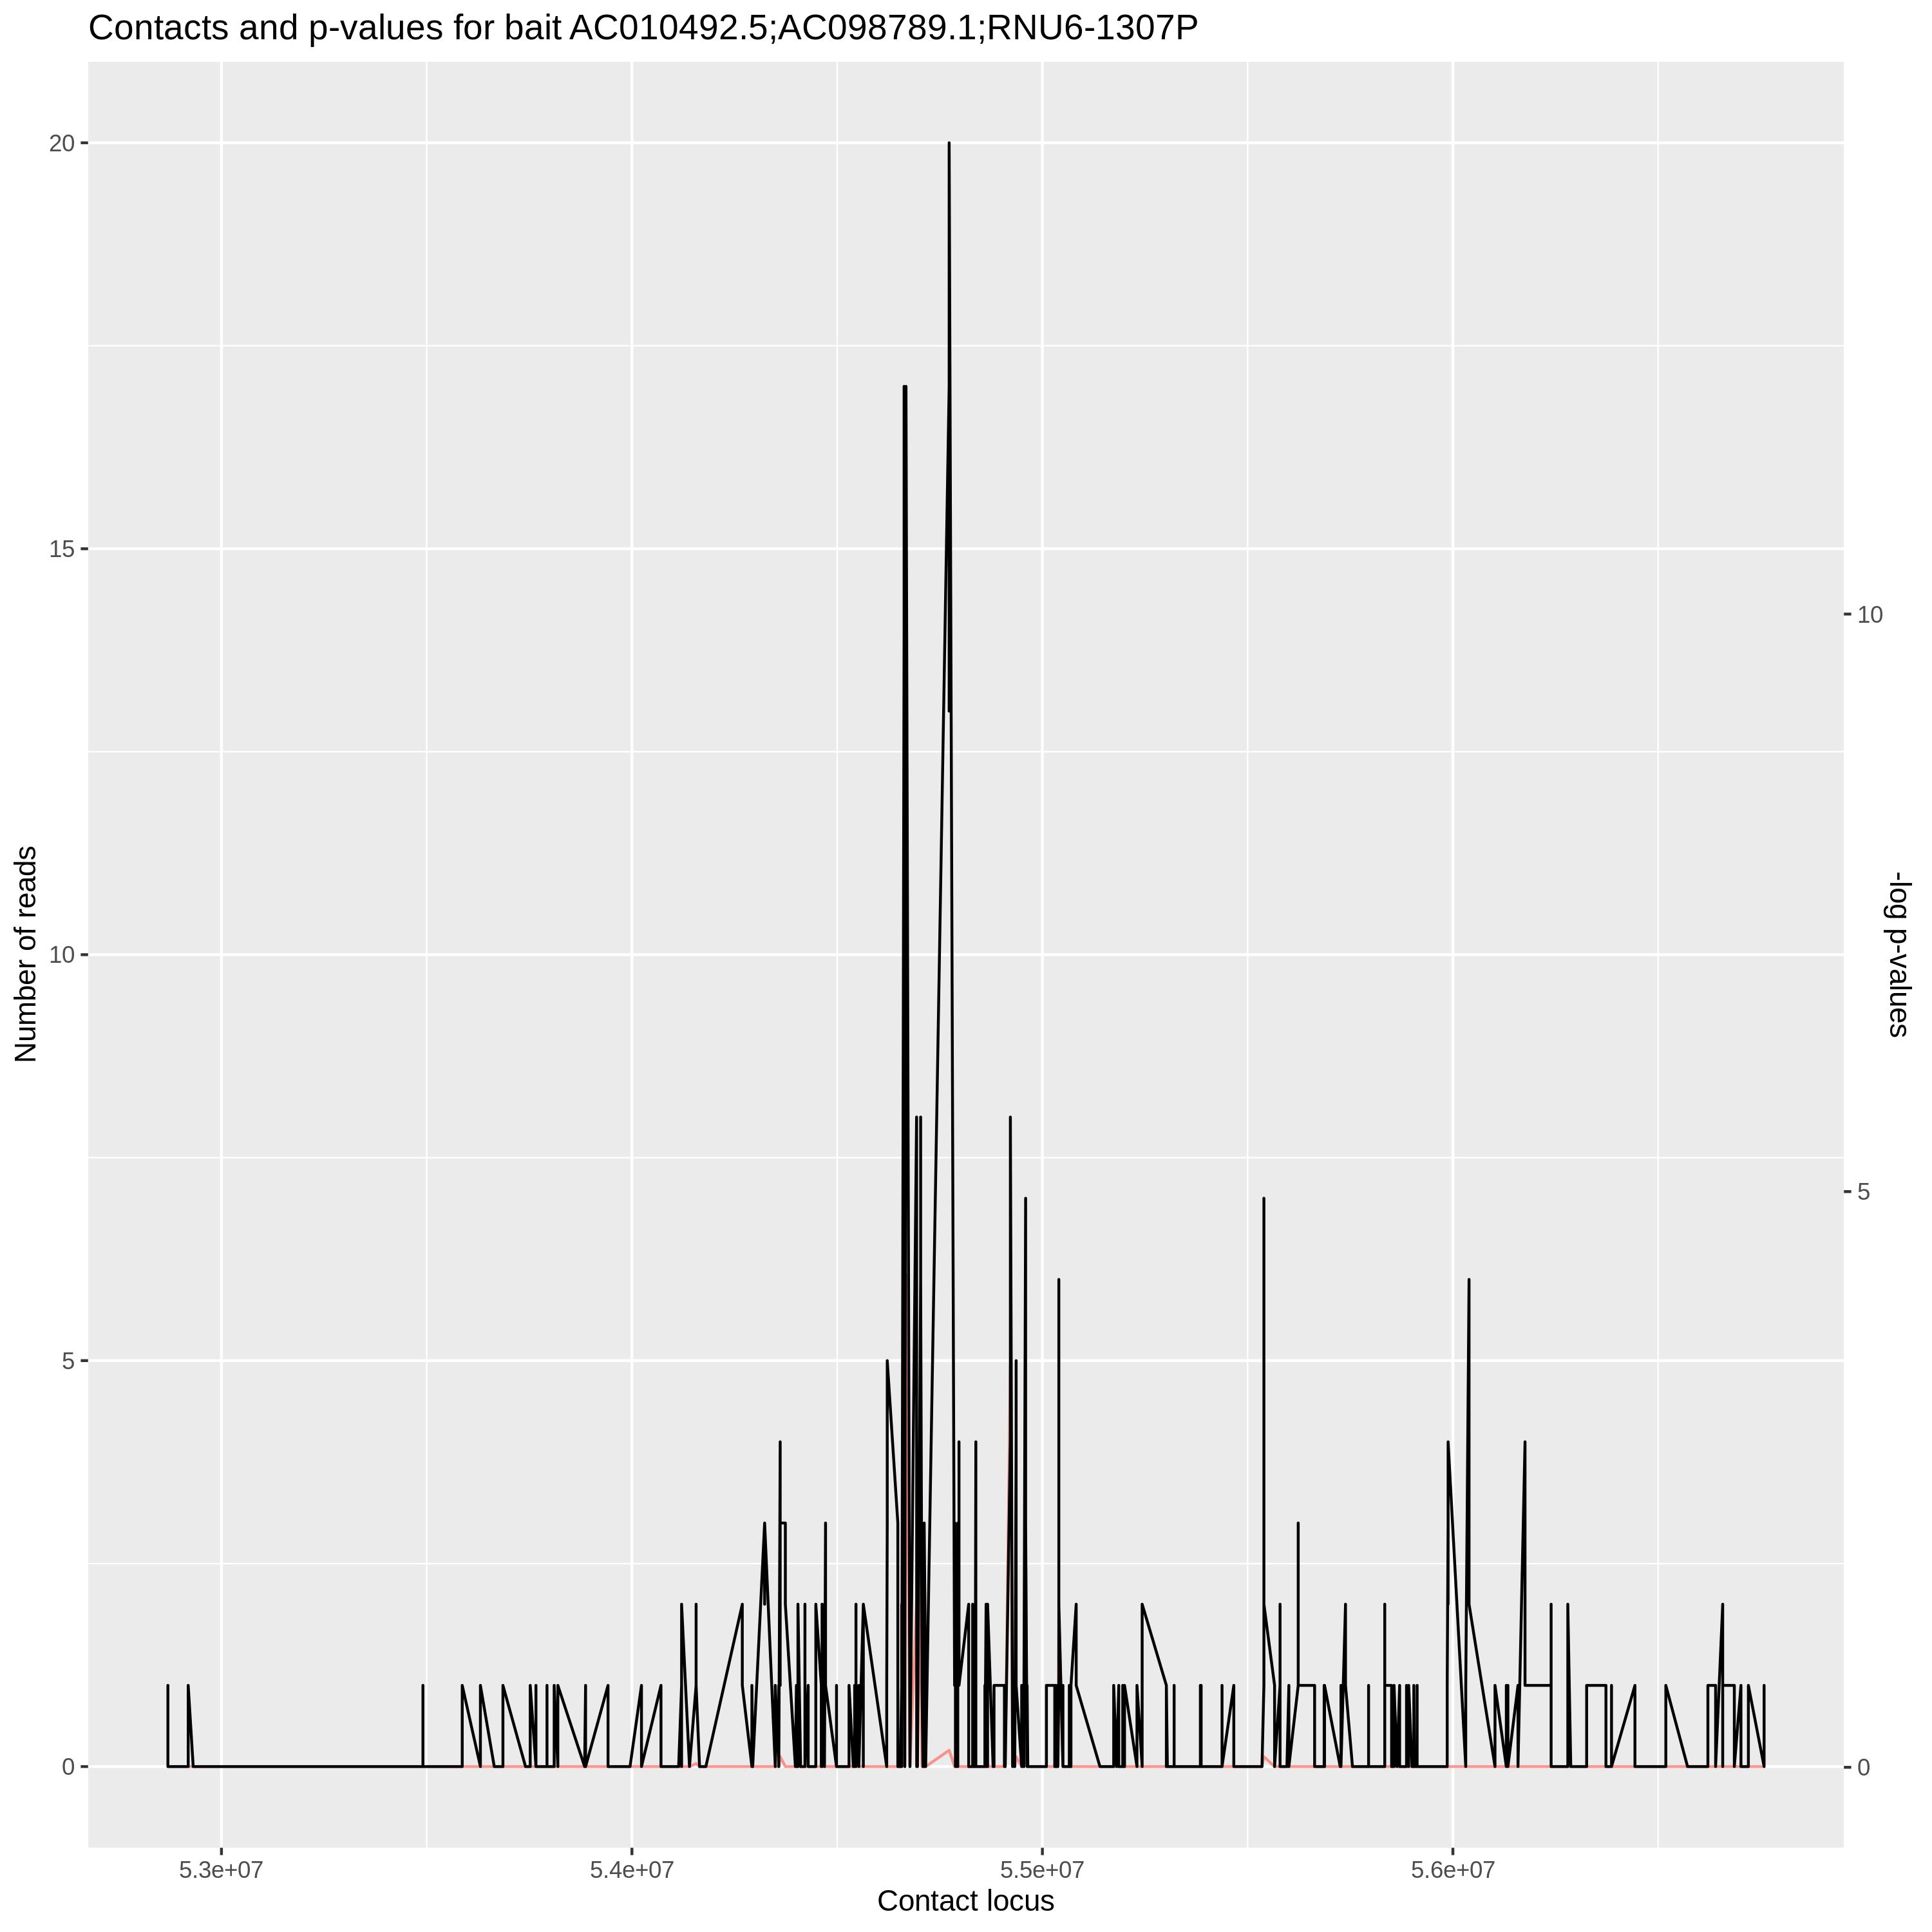 Contacts and p-values for bait AC010492.5;AC098789.1;RNU6-1307P
20
15
10
5
0
Number of reads
10
5
0
-log p-values
5.3e+07
5.4e+07
5.5e+07
5.6e+07
Contact locus